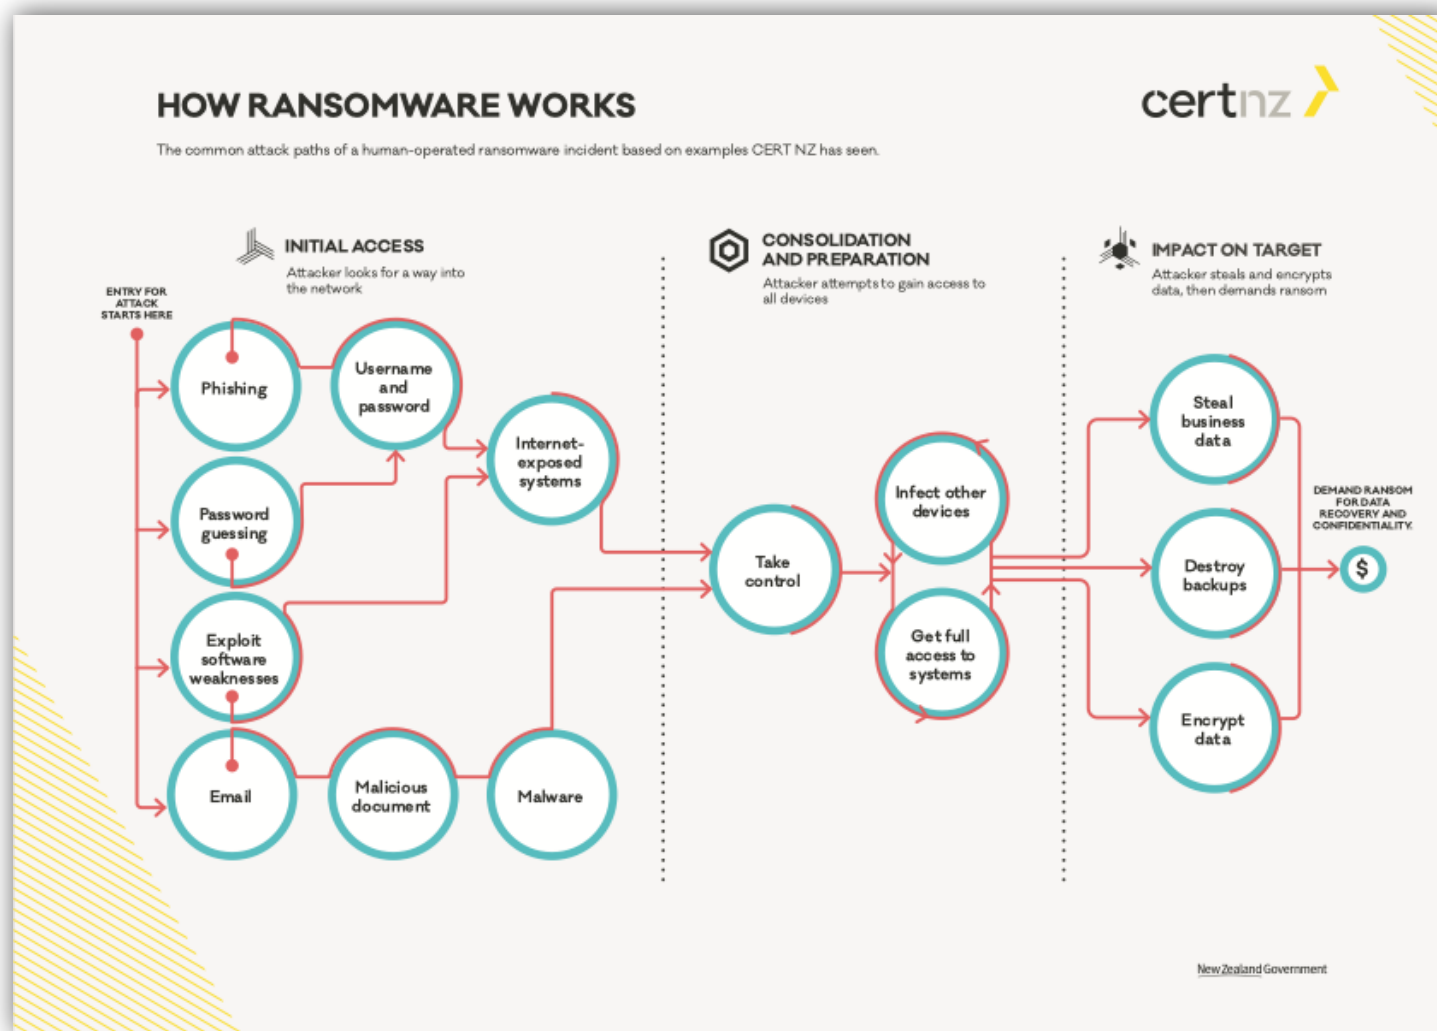 HOW RANSOMWARE WORKS
certnz
The common attack paths of a human-operated ransomware incident based on examples CERT NZ has seen.
INITIAL ACCESS
Attacker looks for a way into
the network
CONSOLIDATION
AND PREPARATION
Attacker attempts to gain access to
all devices
IMPACT ON TARGET
Attacker steals and encrypts
data, then demands ransom
ENTRY FOR
ATTACK
STARTS HERE
Phishing
Username
and
password
Password
guessing
Internet-
exposed
systems
Exploit
software
weaknesses
Email
Malicious
document
Malware
Take
control
Infect other
devices
Get full
access to
systems
Steal
business
data
Destroy
backups
Encrypt
data
DEMAND RANSOM
FOR DATA
RECOVERY AND
CONFIDENTIALITY.
$
New Zealand Government